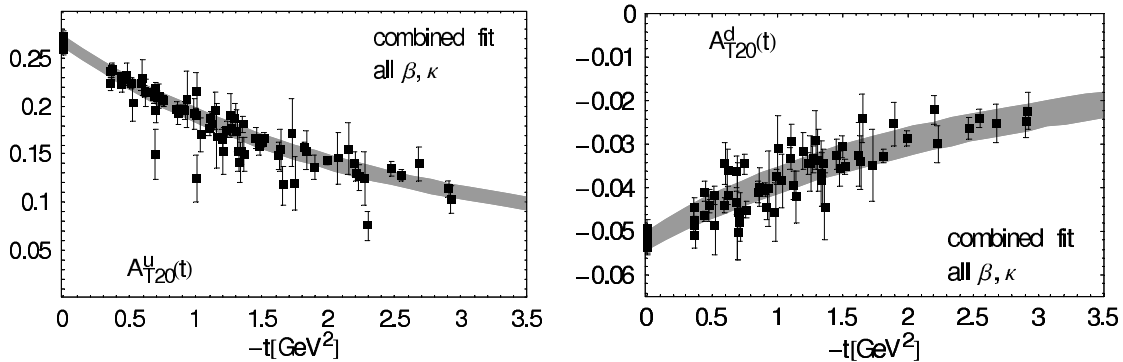 combined fit
all β, κ
0.25
0.2
0.15
0.1
0.05
A^u_T20(t)
0 0.5 1 1.5 2 2.5 3 3.5
−t[GeV²]
0
−0.01
−0.02
−0.03
−0.04
−0.05
−0.06
A^d_T20(t)
combined fit
all β, κ
0 0.5 1 1.5 2 2.5 3 3.5
−t[GeV²]